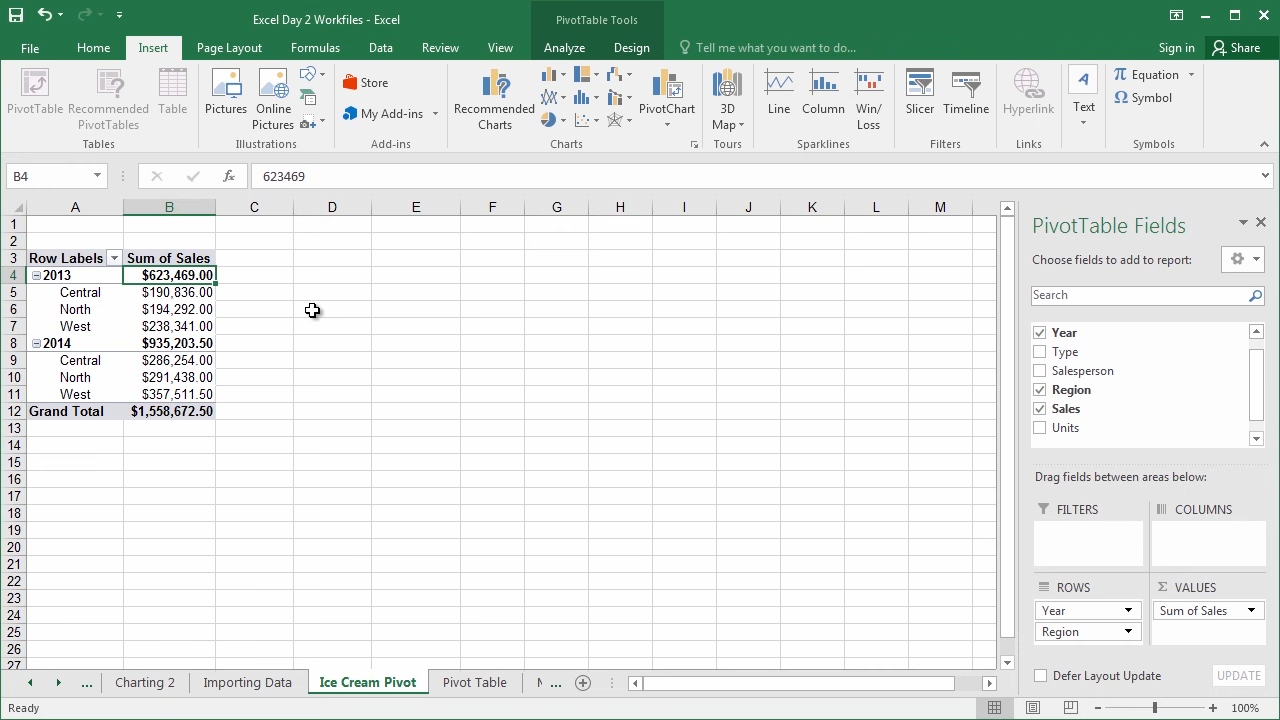 Excel Day 2 Workfiles - Excel
PivotTable Tools
File Home Insert Page Layout Formulas Data Review View Analyze Design Tell me what you want to do... Sign in Share
PivotTable
Recommended PivotTables
Table
Tables
Pictures
Online Pictures
Illustrations
Store
My Add-ins
Add-ins
Recommended Charts
PivotChart
Charts
3D Map
Tours
Line
Column
Win/Loss
Sparklines
Slicer
Timeline
Filters
Hyperlink
Links
Text
Equation
Symbol
Symbols
B4 fx 623469
A B C D E F G H I J K L M
1
2
3 Row Labels Sum of Sales
4 2013 $623,469.00
5 Central $190,836.00
6 North $194,292.00
7 West $238,341.00
8 2014 $935,203.50
9 Central $286,254.00
10 North $291,438.00
11 West $357,511.50
12 Grand Total $1,558,672.50
13
14
15
16
17
18
19
20
21
22
23
24
25
26
27
PivotTable Fields
Choose fields to add to report:
Search
Year
Type
Salesperson
Region
Sales
Units
Drag fields between areas below:
FILTERS COLUMNS
ROWS Σ VALUES
Year Sum of Sales
Region
Defer Layout Update UPDATE
... Charting 2 Importing Data Ice Cream Pivot Pivot Table ...
Ready 100%